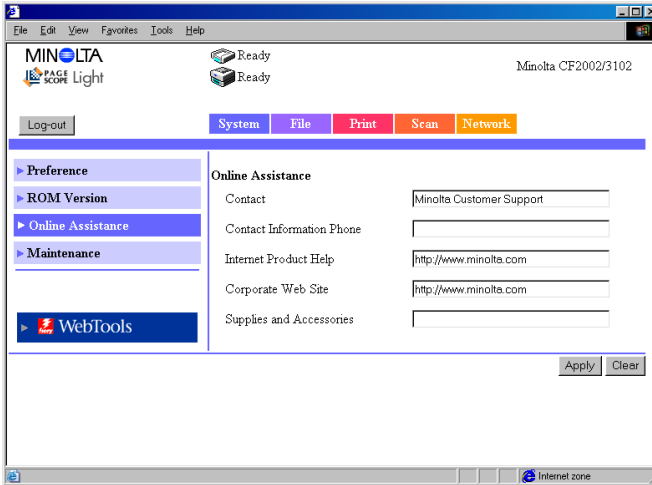 File Edit View Favorites Tools Help
MINOLTA
PAGE SCOPE Light
Ready
Ready
Minolta CF2002/3102
Log-out
System File Print Scan Network
Preference
ROM Version
Online Assistance
Maintenance
WebTools
Online Assistance
Contact Minolta Customer Support
Contact Information Phone
Internet Product Help http://www.minolta.com
Corporate Web Site http://www.minolta.com
Supplies and Accessories
Apply Clear
Internet zone